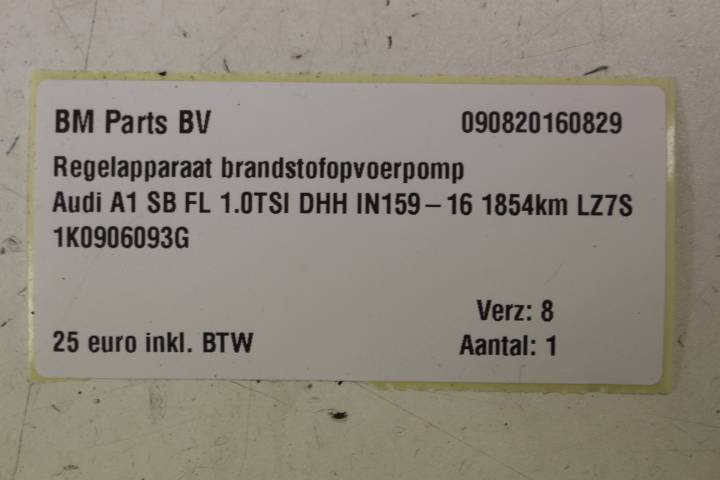 BM Parts BV 090820160829
Regelapparaat brandstofopvoerpomp
Audi A1 SB FL 1.0TSI DHH IN159-16 1854km LZ7S
1K0906093G
Verz: 8
25 euro inkl. BTW Aantal: 1